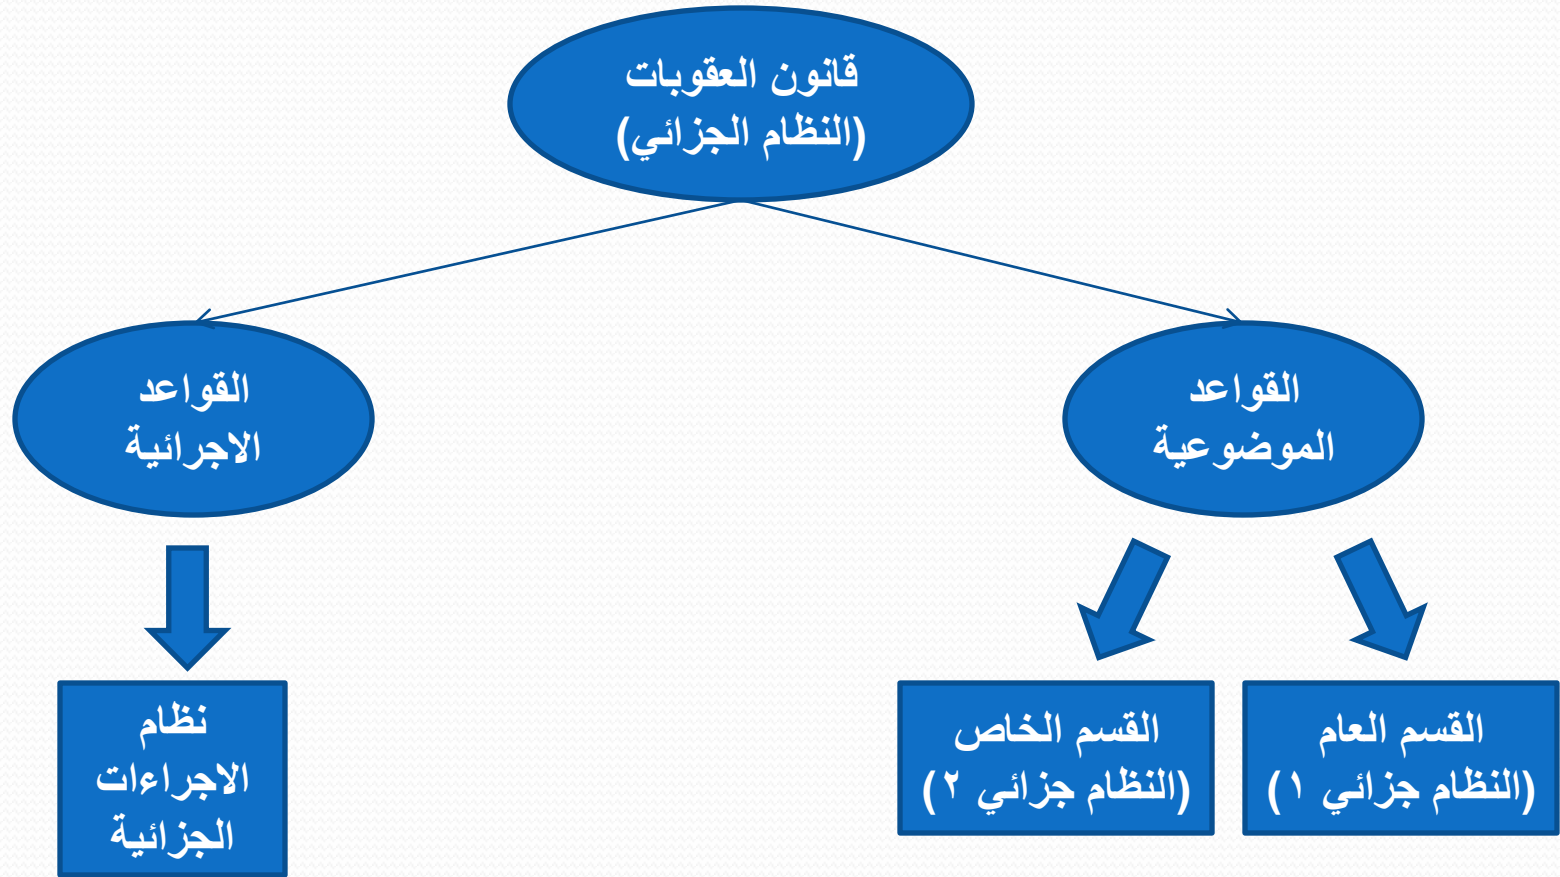 قانون العقوبات
(النظام الجزائي)
القواعد
الموضوعية
القواعد
الاجرائية
القسم العام
(النظام جزائي ١)
القسم الخاص
(النظام جزائي ٢)
نظام
الاجراءات
الجزائية